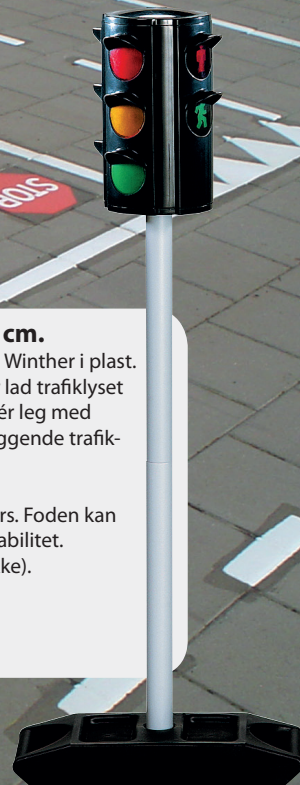 STOP
cm.
Winther i plast.
lad trafiklyset
ér leg med
ggende trafik-
rs. Foden kan
abilitet.
ke).